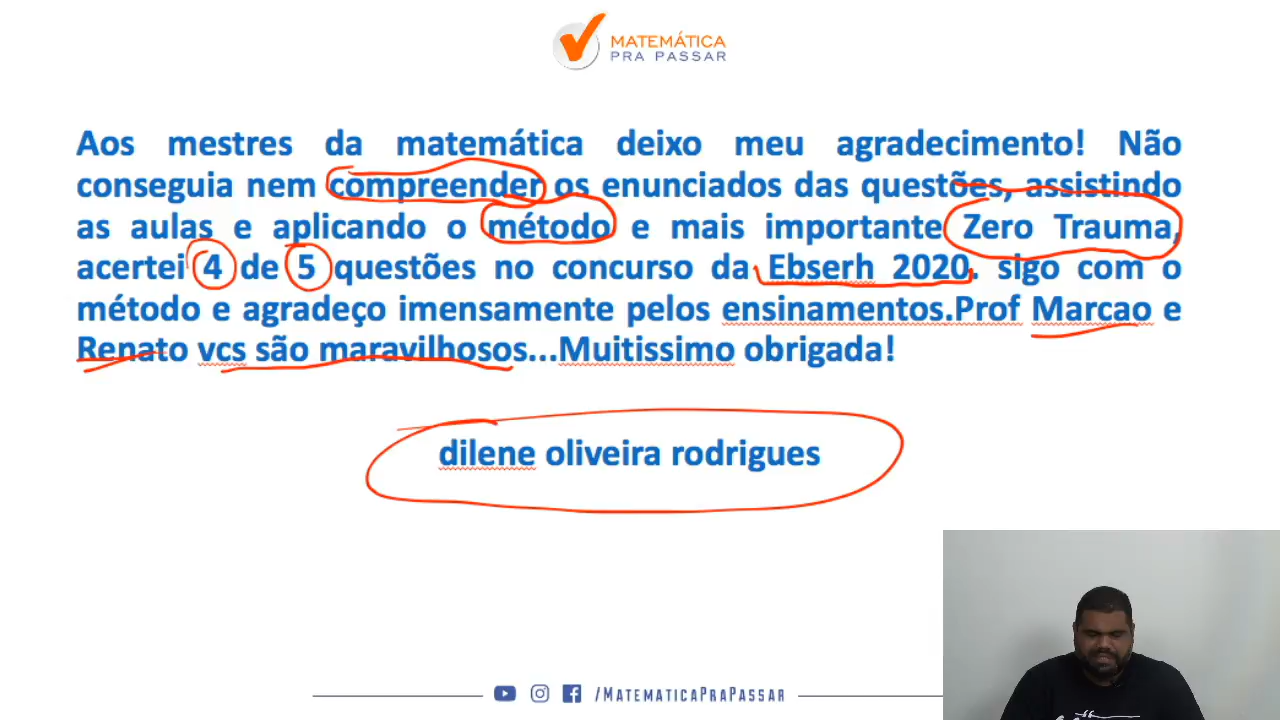 MATEMÁTICA
PRA PASSAR
Aos mestres da matemática deixo meu agradecimento! Não
conseguia nem compreender os enunciados das questões, assistindo
as aulas e aplicando o método e mais importante Zero Trauma,
acertei 4 de 5 questões no concurso da Ebserh 2020. sigo com o
método e agradeço imensamente pelos ensinamentos.Prof Marcao e
Renato vcs são maravilhosos...Muitissimo obrigada!
dilene oliveira rodrigues
/MATEMATICAPRAPASSAR